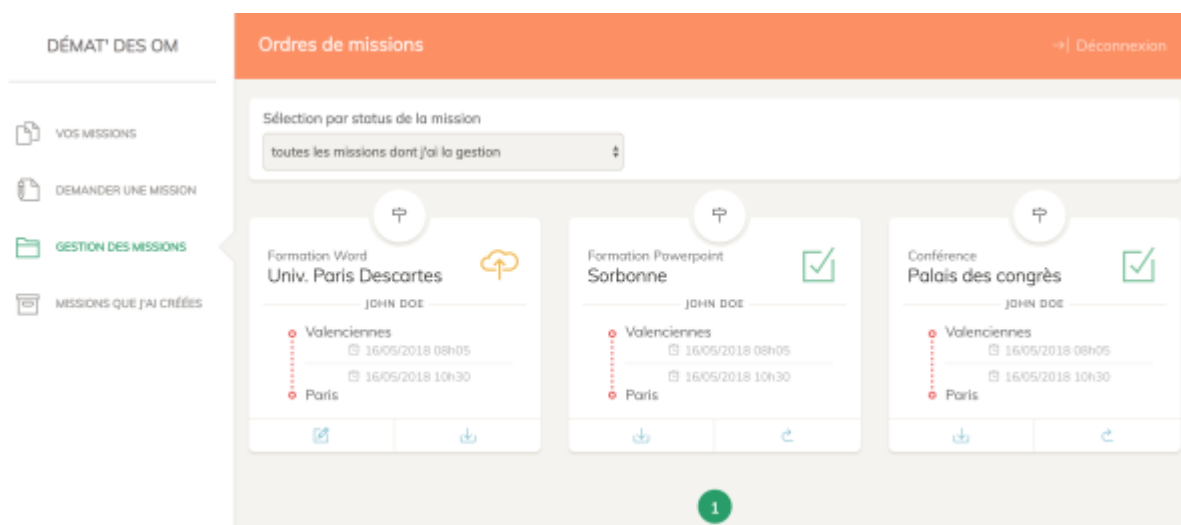 DÉMAT' DES OM
Ordres de missions
Déconnexion
VOS MISSIONS
DEMANDER UNE MISSION
GESTION DES MISSIONS
MISSIONS QUE J'AI CRÉÉES
Sélection par status de la mission
toutes les missions dont j'ai la gestion
Formation Word
Univ. Paris Descartes
JOHN DOE
Valenciennes
16/05/2018 08h05
16/05/2018 10h30
Paris
Formation Powerpoint
Sorbonne
JOHN DOE
Valenciennes
16/05/2018 08h05
16/05/2018 10h30
Paris
Conférence
Palais des congrès
JOHN DOE
Valenciennes
16/05/2018 08h05
16/05/2018 10h30
Paris
1